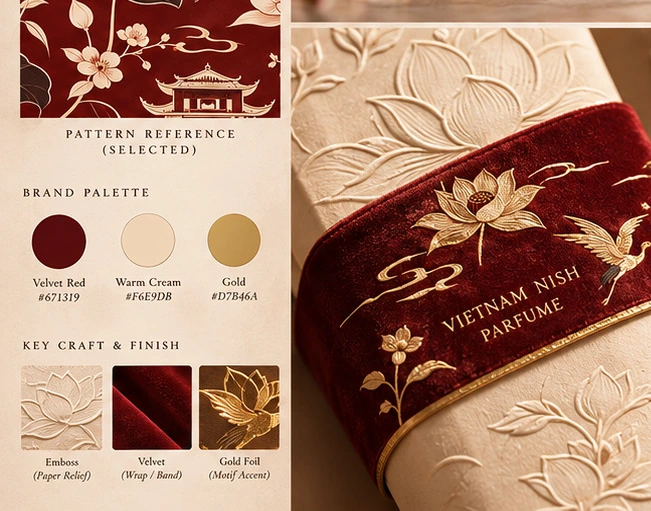 PATTERN REFERENCE
(SELECTED)
BRAND PALETTE
Velvet Red
#671319
Warm Cream
#F6E9DB
Gold
#D7B46A
KEY CRAFT & FINISH
Emboss
(Paper Relief)
Velvet
(Wrap / Band)
Gold Foil
(Motif Accent)
VIETNAM NISH
PARFUME